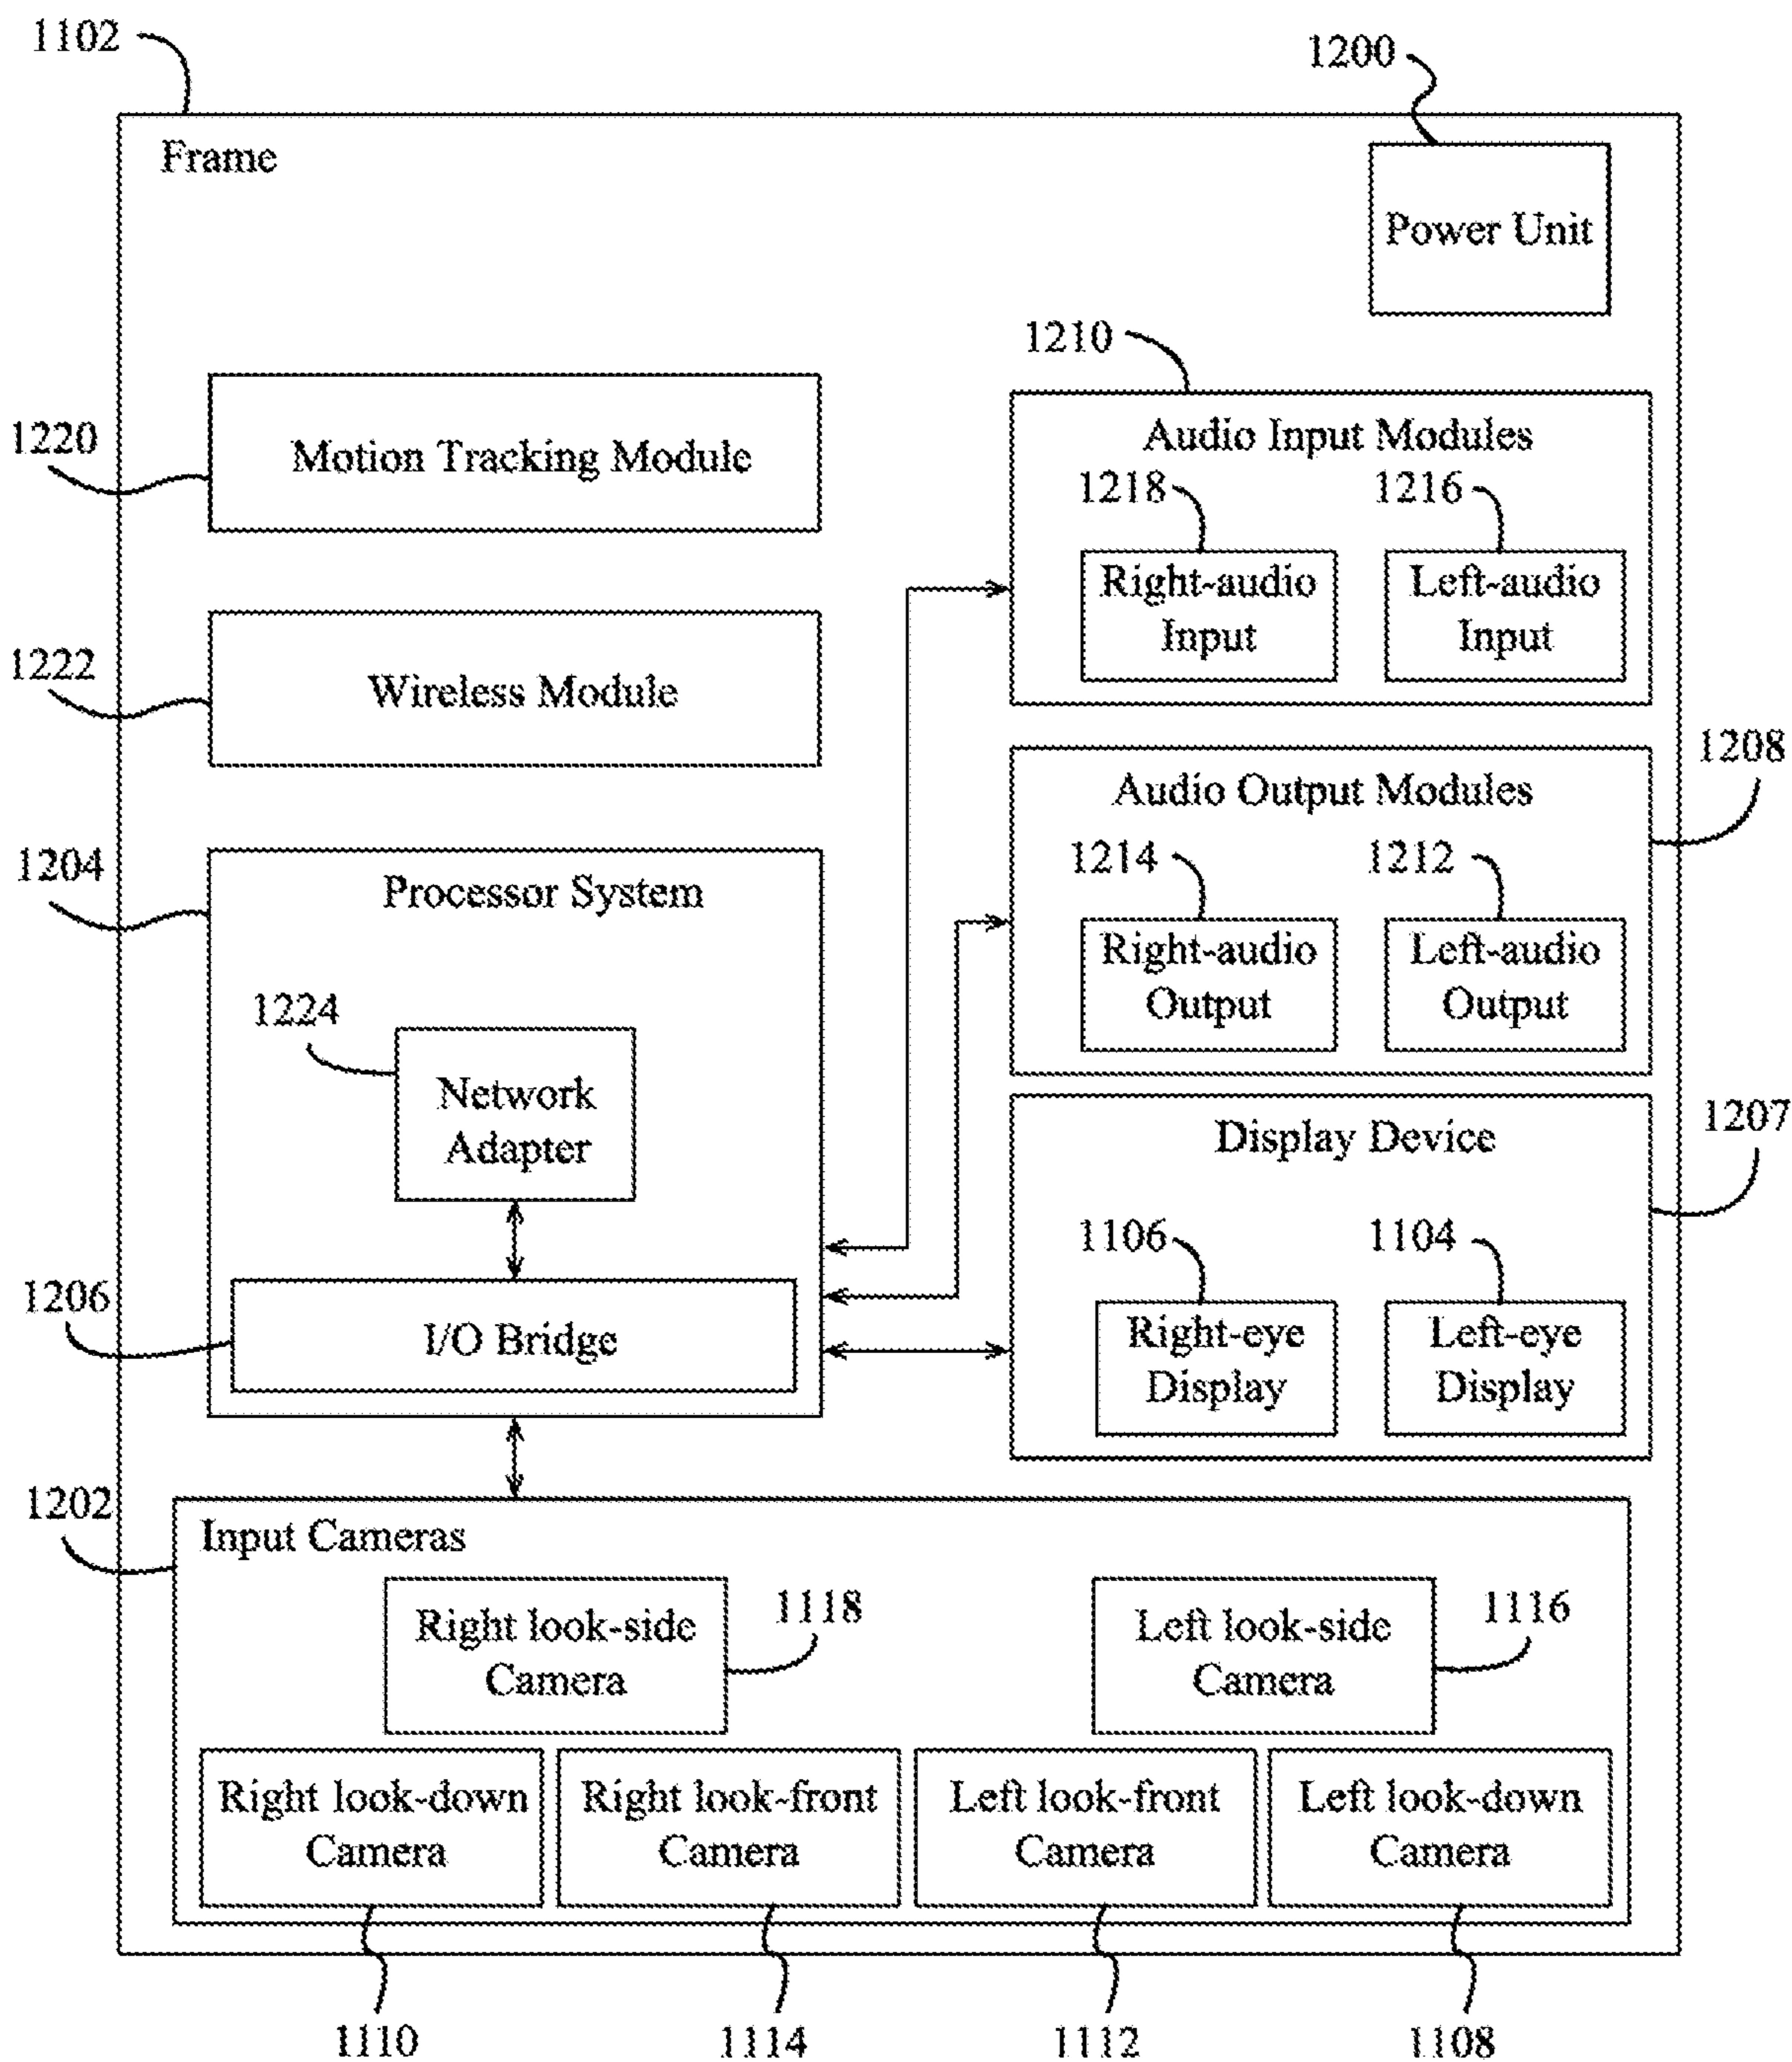 1102
1200
Frame
Power Unit
1210
1220
Motion Tracking Module
Audio Input Modules
1218
1216
Right-audio
Input
Left-audio
Input
1222
Wireless Module
1208
Audio Output Modules
1214
1212
Right-audio
Output
Left-audio
Output
1204
Processor System
1224
Network
Adapter
1207
Display Device
1106
1104
Right-eye
Display
Left-eye
Display
1206
I/O Bridge
1202
Input Cameras
Right look-side
Camera
1118
Left look-side
Camera
1116
Right look-down
Camera
Right look-front
Camera
Left look-front
Camera
Left look-down
Camera
1110
1114
1112
1108